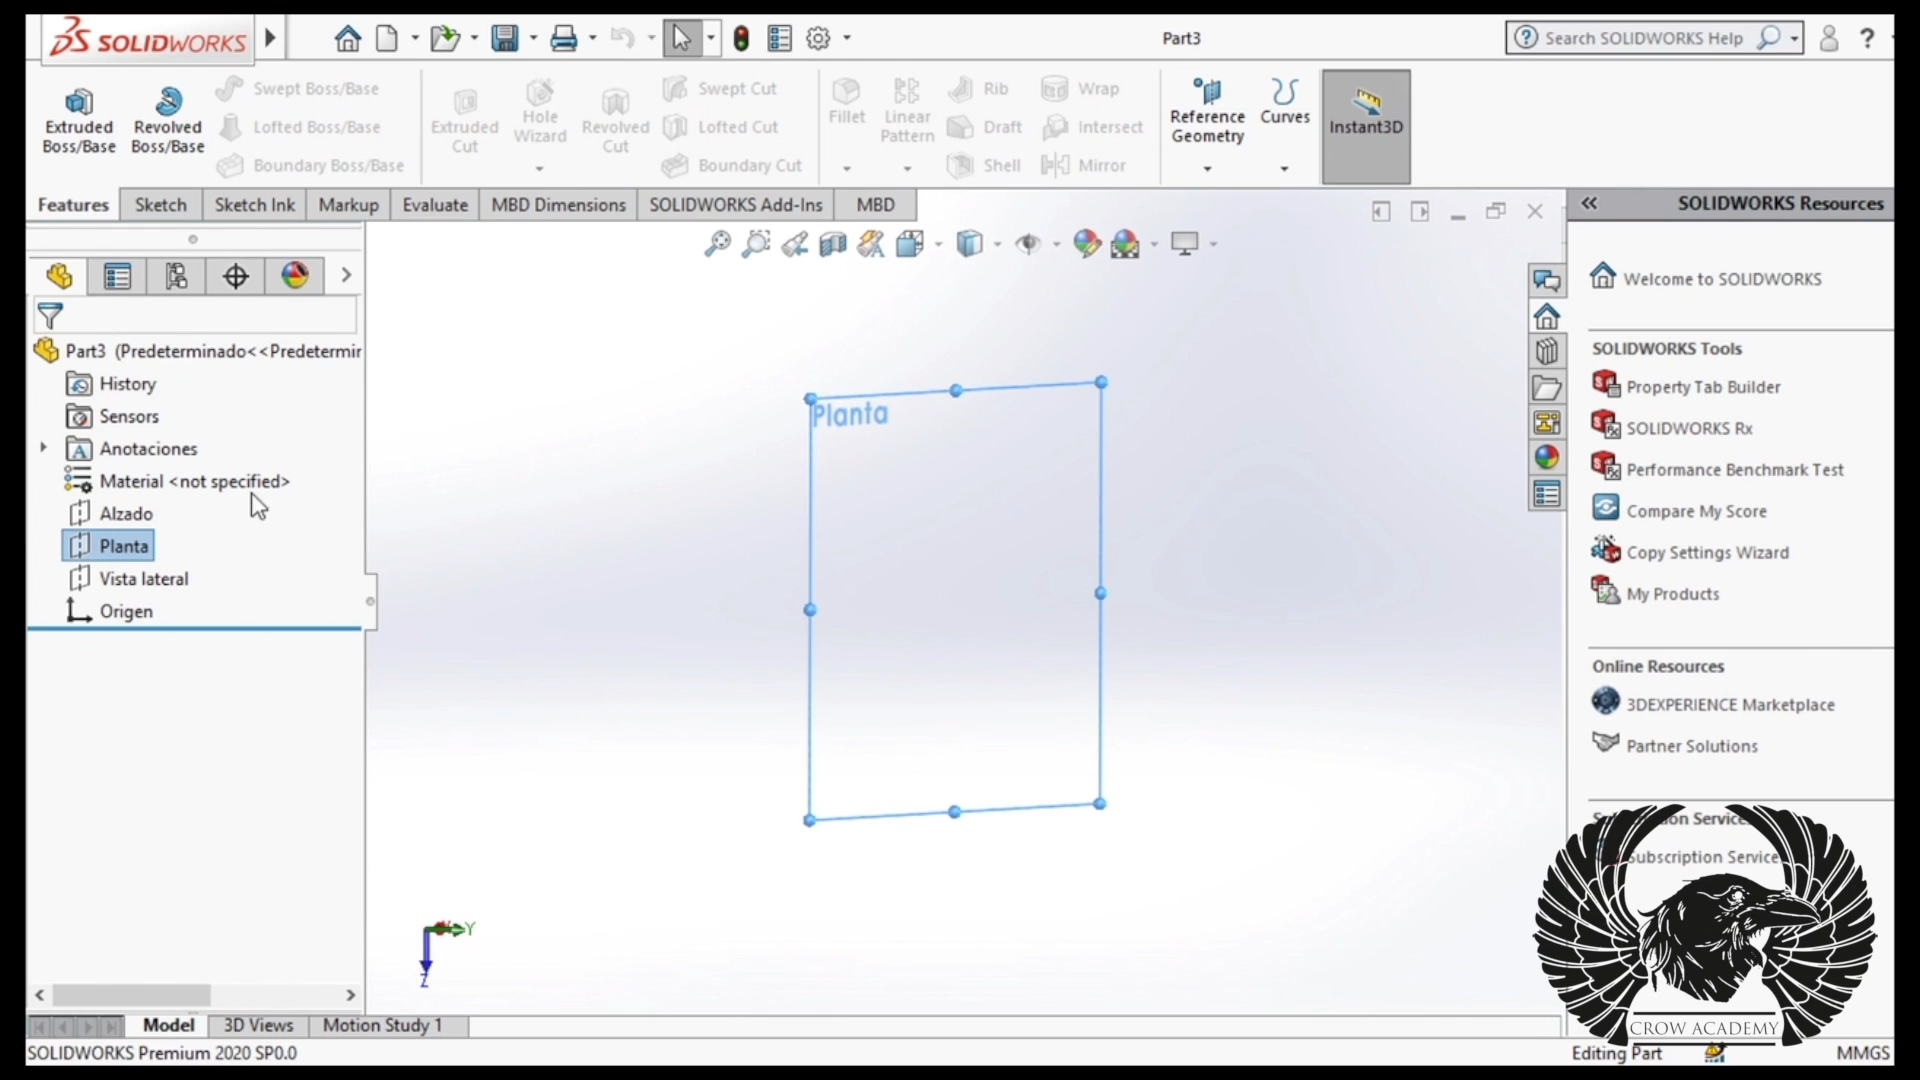 SOLIDWORKS
Part3
Search SOLIDWORKS Help
?
Extruded Boss/Base
Revolved Boss/Base
Swept Boss/Base
Lofted Boss/Base
Boundary Boss/Base
Extruded Cut
Hole Wizard
Revolved Cut
Swept Cut
Lofted Cut
Boundary Cut
Fillet
Linear Pattern
Rib
Draft
Shell
Wrap
Intersect
Mirror
Reference Geometry
Curves
Instant3D
Features
Sketch
Sketch Ink
Markup
Evaluate
MBD Dimensions
SOLIDWORKS Add-Ins
MBD
SOLIDWORKS Resources
Part3 (Predeterminado<<Predetermir
History
Sensors
Anotaciones
Material <not specified>
Alzado
Planta
Vista lateral
Origen
Planta
Y
Z
Welcome to SOLIDWORKS
SOLIDWORKS Tools
Property Tab Builder
SOLIDWORKS Rx
Performance Benchmark Test
Compare My Score
Copy Settings Wizard
My Products
Online Resources
3DEXPERIENCE Marketplace
Partner Solutions
Subscription Service
CROW ACADEMY
Model
3D Views
Motion Study 1
SOLIDWORKS Premium 2020 SP0.0
Editing Part
MMGS